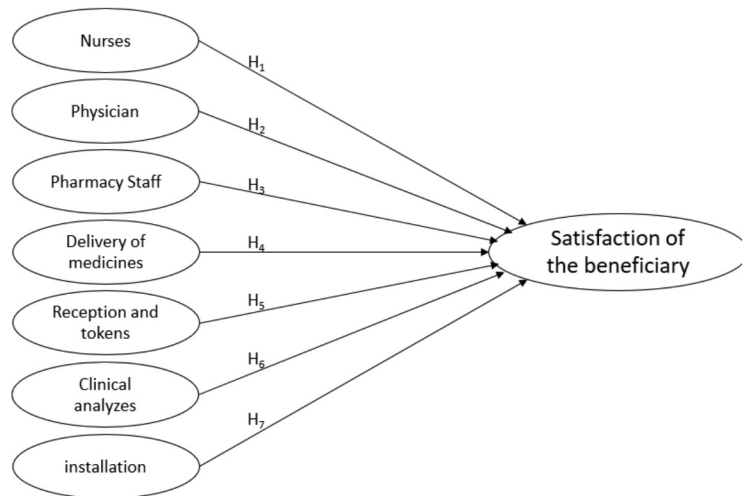 Nurses
H₁
Physician
H₂
Pharmacy Staff
H₃
Delivery of
medicines
H₄
Satisfaction of
the beneficiary
Reception and
tokens
H₅
Clinical
analyzes
H₆
installation
H₇